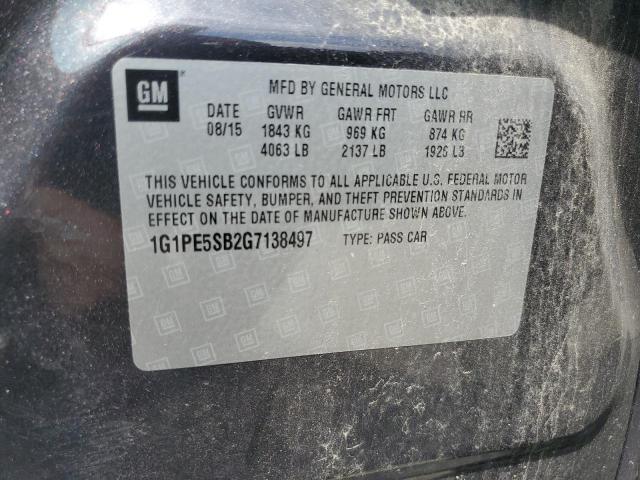 GM
MFD BY GENERAL MOTORS LLC
DATE GVWR GAWR FRT GAWR RR
08/15 1843 KG 969 KG 874 KG
4063 LB 2137 LB 1926 LB
THIS VEHICLE CONFORMS TO ALL APPLICABLE U.S. FEDERAL MOTOR
VEHICLE SAFETY, BUMPER, AND THEFT PREVENTION STANDARDS IN
EFFECT ON THE DATE OF MANUFACTURE SHOWN ABOVE.
1G1PE5SB2G7138497 TYPE: PASS CAR